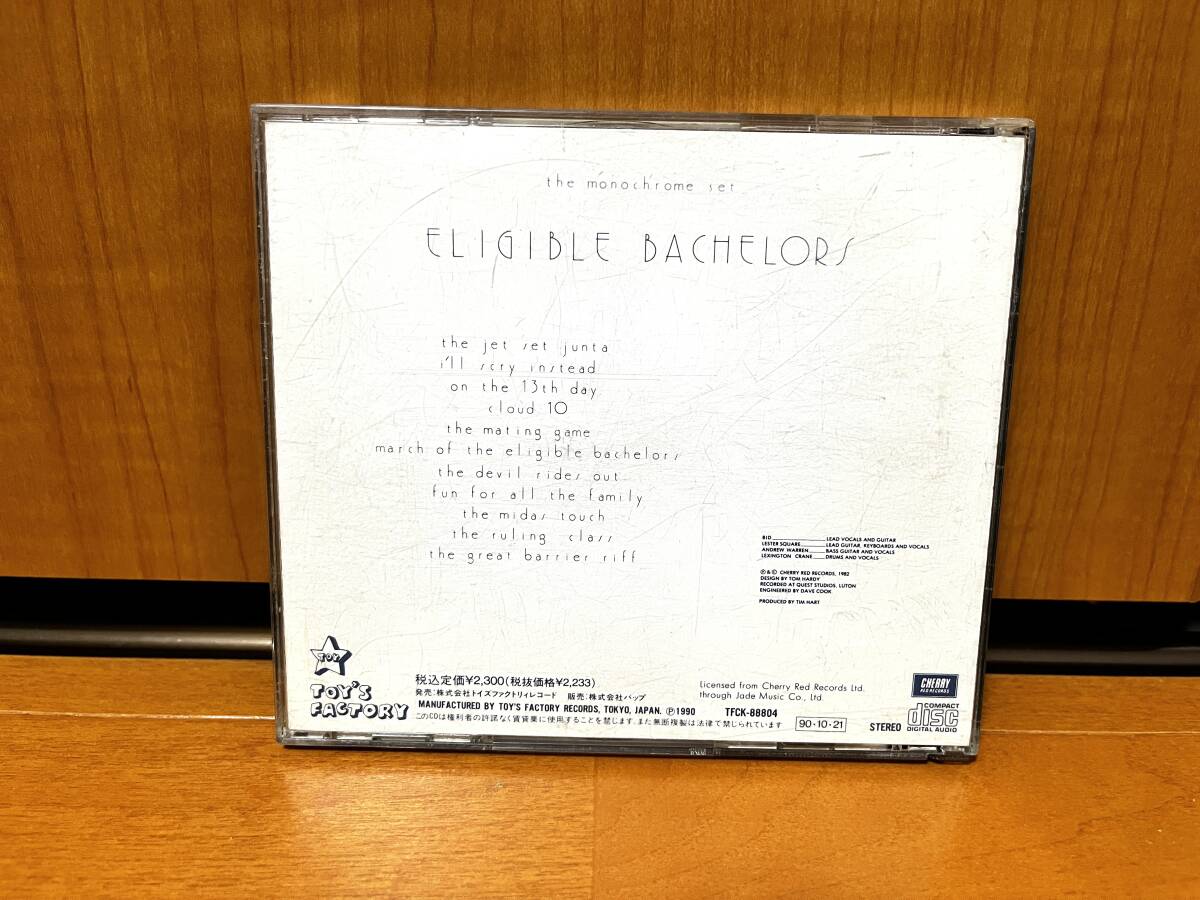 the monochrome set
ELIGIBLE BACHELORS
the jet set junta
i'll scry instead
on the 13th day
cloud 10
the mating game
march of the eligible bachelors
the devil rides out
fun for all the family
the midas touch
the ruling class
the great barrier riff
BID LEAD VOCALS AND GUITAR
LESTER SQUARE LEAD GUITAR, KEYBOARDS AND VOCALS
ANDREW WARREN BASS GUITAR AND VOCALS
LEXINGTON CRANE DRUMS AND VOCALS
℗ & © CHERRY RED RECORDS, 1982
DESIGN BY TOM HARDY
RECORDED AT QUEST STUDIOS, LUTON
ENGINEERED BY DAVE COOK
PRODUCED BY TIM HART
TOY
TOY'S
FACTORY
税込定価¥2,300(税抜価格¥2,233)
発売:株式会社トイズファクトリィレコード 販売:株式会社バップ
MANUFACTURED BY TOY'S FACTORY RECORDS, TOKYO, JAPAN. ℗1990
このCDは権利者の許諾なく賃貸業に使用することを禁じます。また無断複製は法律で禁じられています
Licensed from Cherry Red Records Ltd.
through Jade Music Co., Ltd.
TFCK-88804
90・10・21
STEREO
CHERRY
RED RECORDS
COMPACT
disc
DIGITAL AUDIO